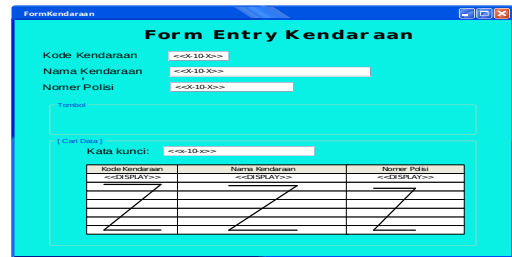 FormKendaraan
Form Entry Kendaraan
Kode Kendaraan <<X-10-X>>
Nama Kendaraan <<X-10-X>>
Nomer Polisi <<X-10-X>>
Tombol
[ Cari Data ]
Kata kunci: <<x-10-x>>
Kode Kendaraan Nama Kendaraan Nomer Polisi
<<DISPLAY>> <<DISPLAY>> <<DISPLAY>>